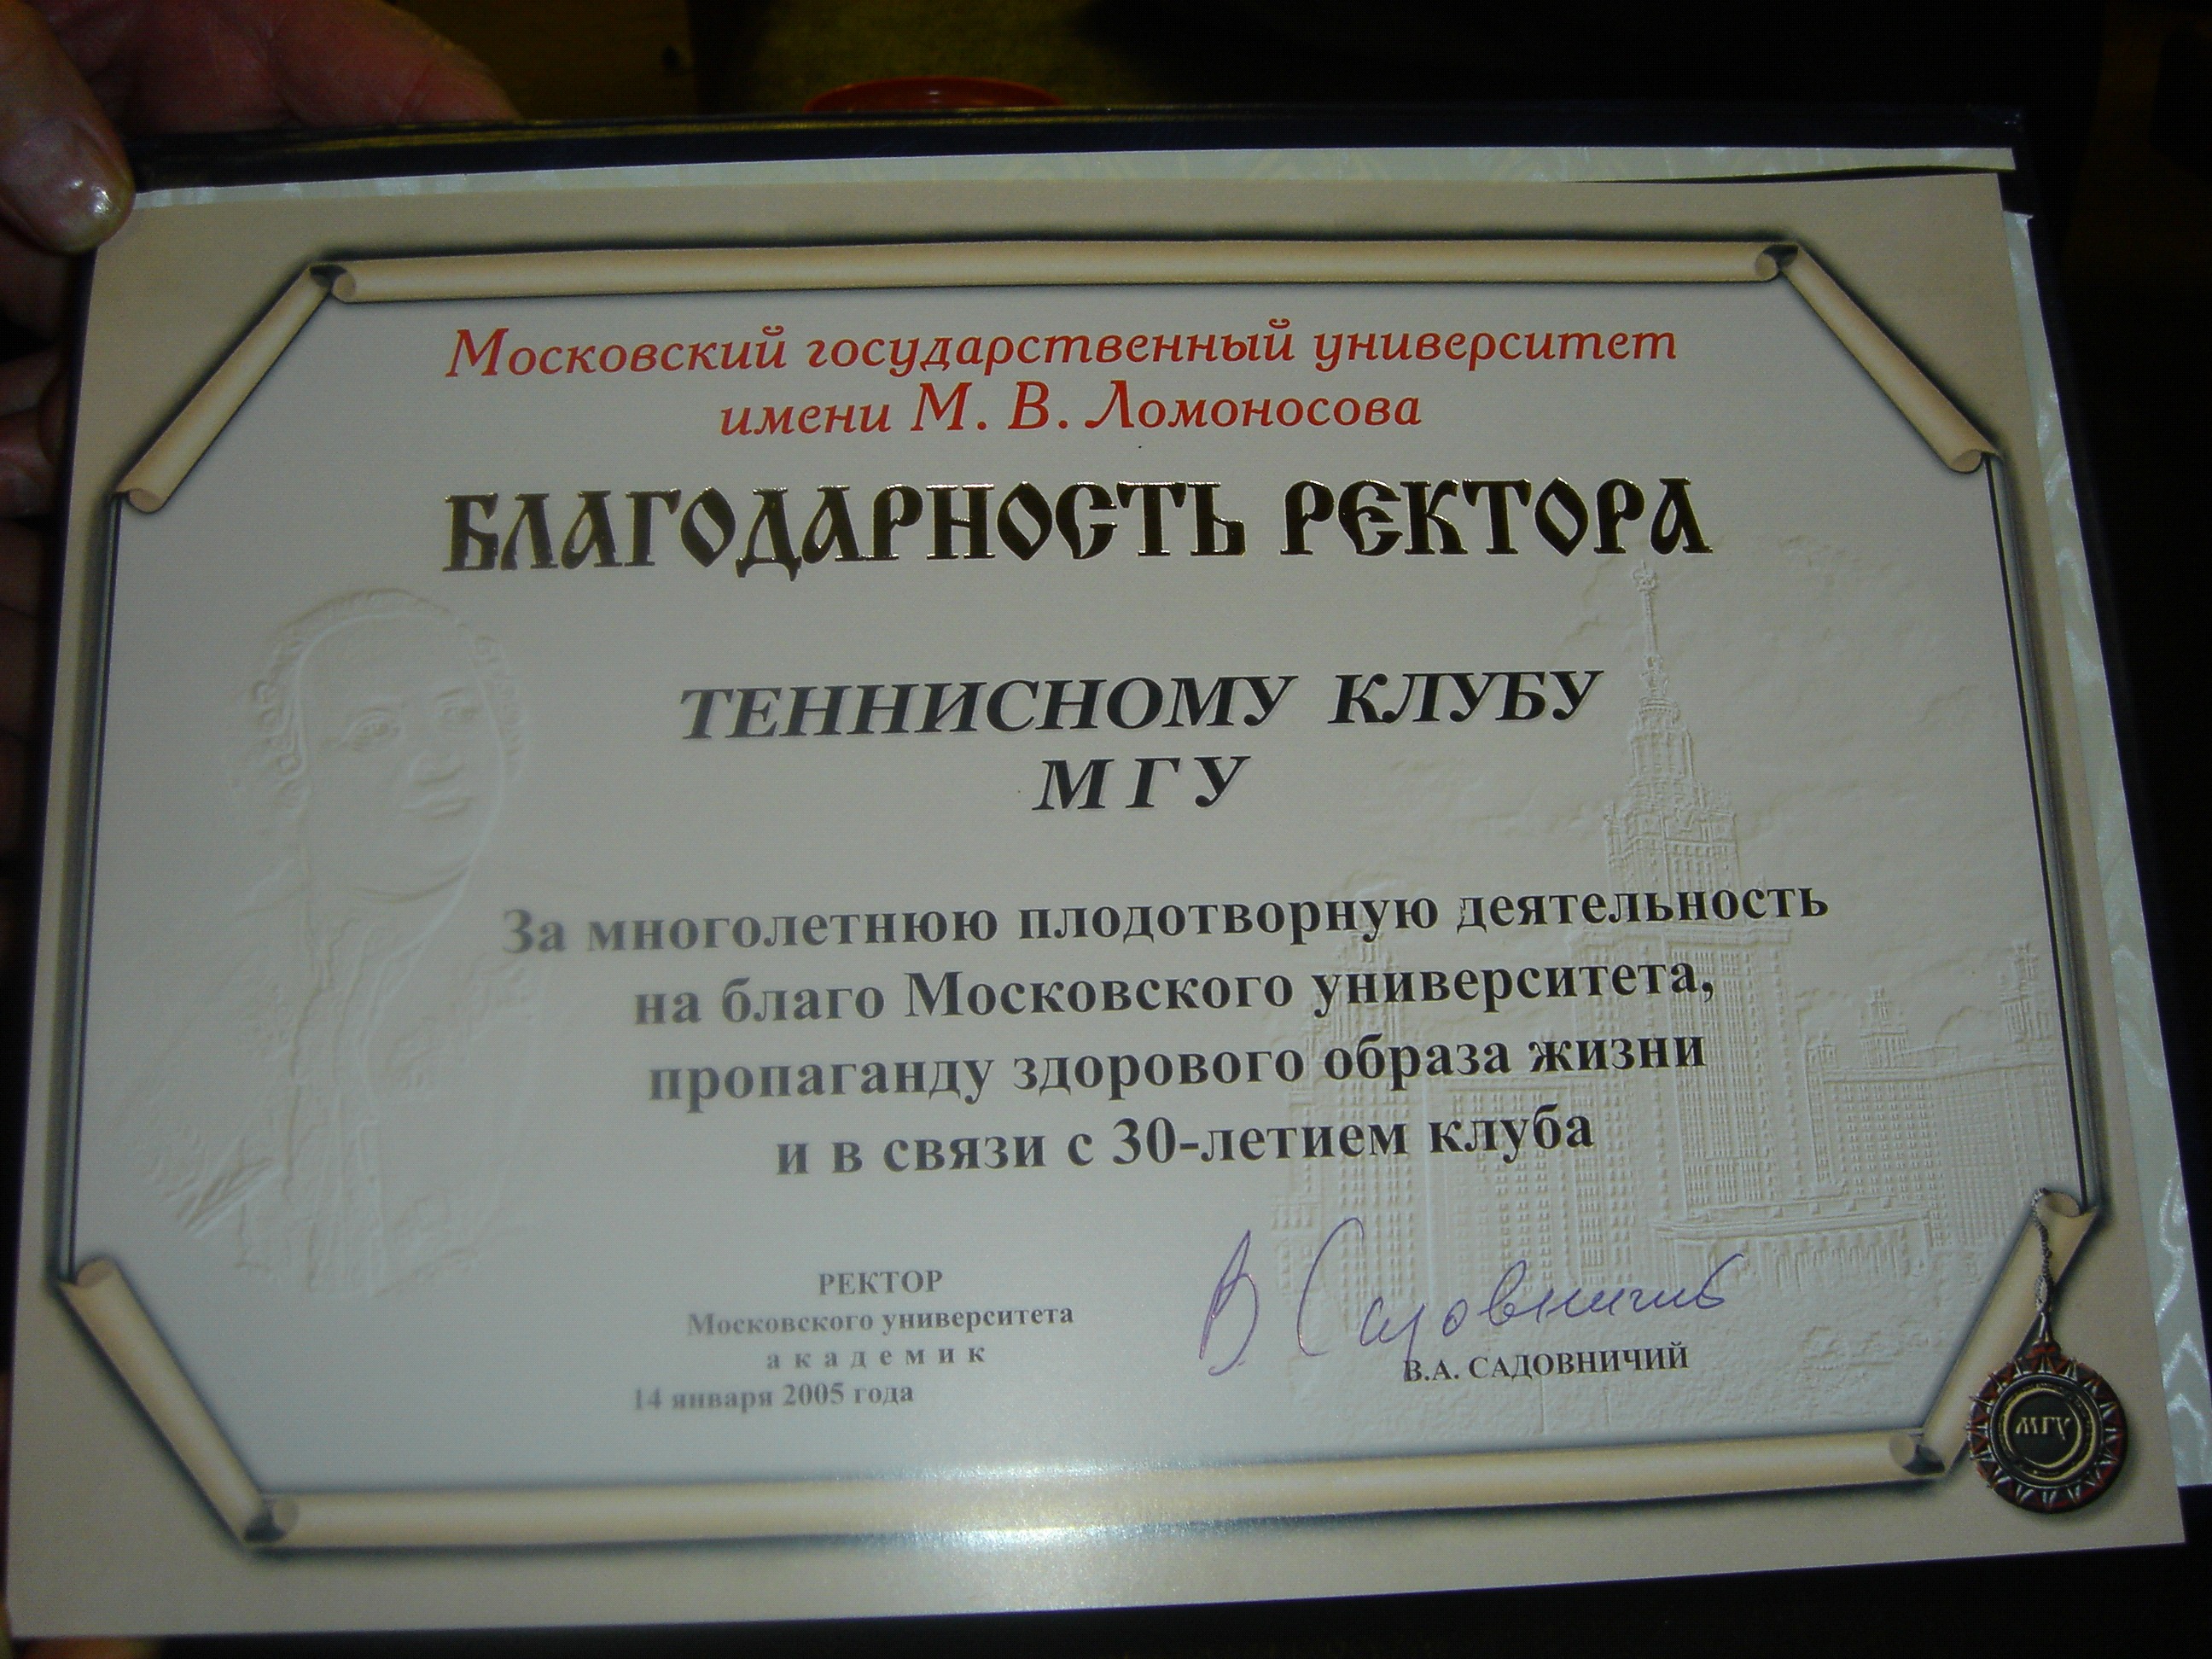 Московский государственный университет
имени М. В. Ломоносова
БЛАГОДАРНОСТЬ РЕКТОРА
ТЕННИСНОМУ КЛУБУ
МГУ
За многолетнюю плодотворную деятельность
на благо Московского университета,
пропаганду здорового образа жизни
и в связи с 30-летием клуба
РЕКТОР
Московского университета
академик
14 января 2005 года
В Садовничий
В.А. САДОВНИЧИЙ
МГУ